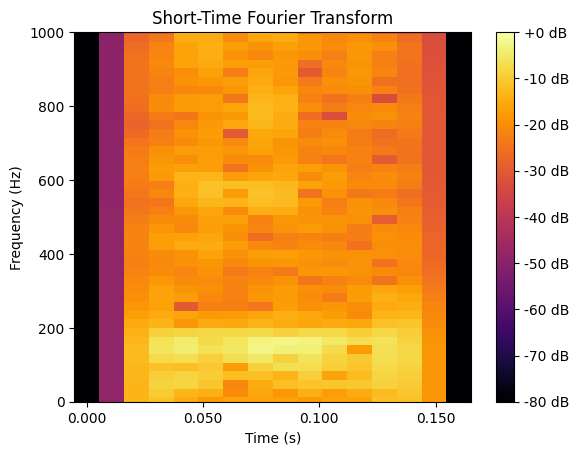 Short-Time Fourier Transform
1000
800
600
400
200
0
Frequency (Hz)
0.000
0.050
0.100
0.150
Time (s)
+0 dB
-10 dB
-20 dB
-30 dB
-40 dB
-50 dB
-60 dB
-70 dB
-80 dB